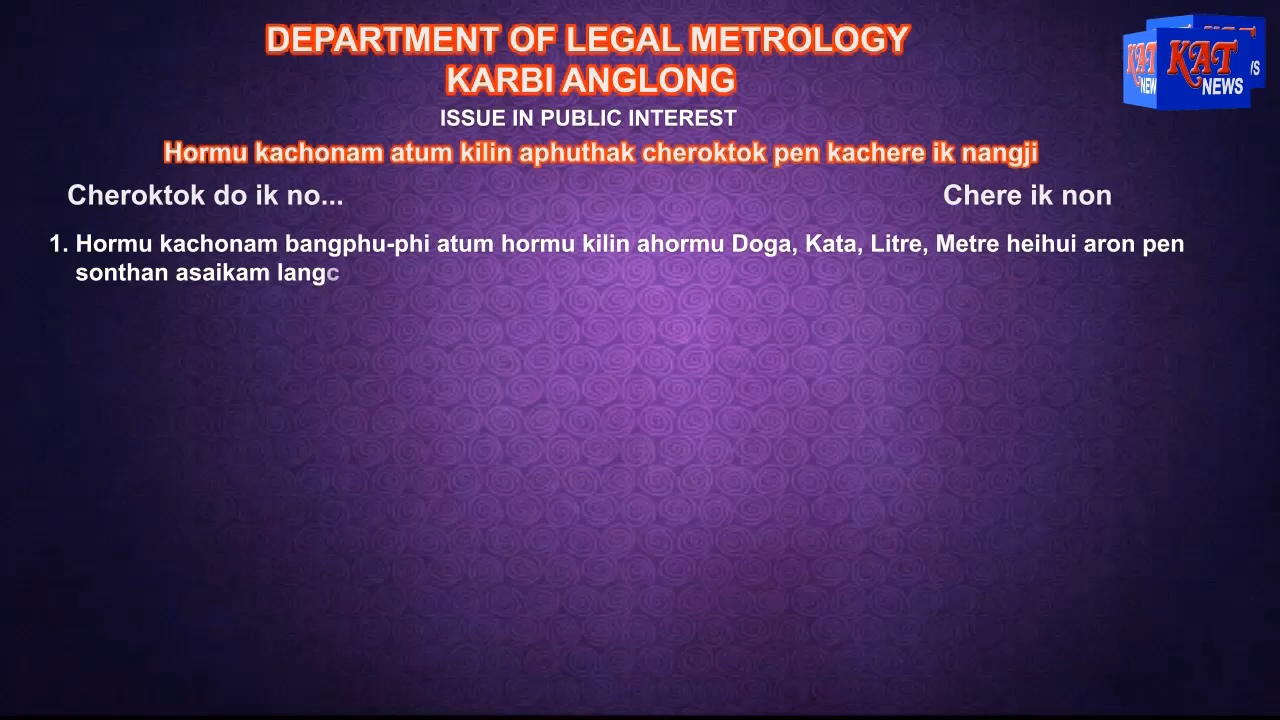 DEPARTMENT OF LEGAL METROLOGY
KARBI ANGLONG
ISSUE IN PUBLIC INTEREST
Hormu kachonam atum kilin aphuthak cheroktok pen kachere ik nangji
Cheroktok do ik no... Chere ik non
1. Hormu kachonam bangphu-phi atum hormu kilin ahormu Doga, Kata, Litre, Metre heihui aron pen
sonthan asaikam langc
KAT
NEWS